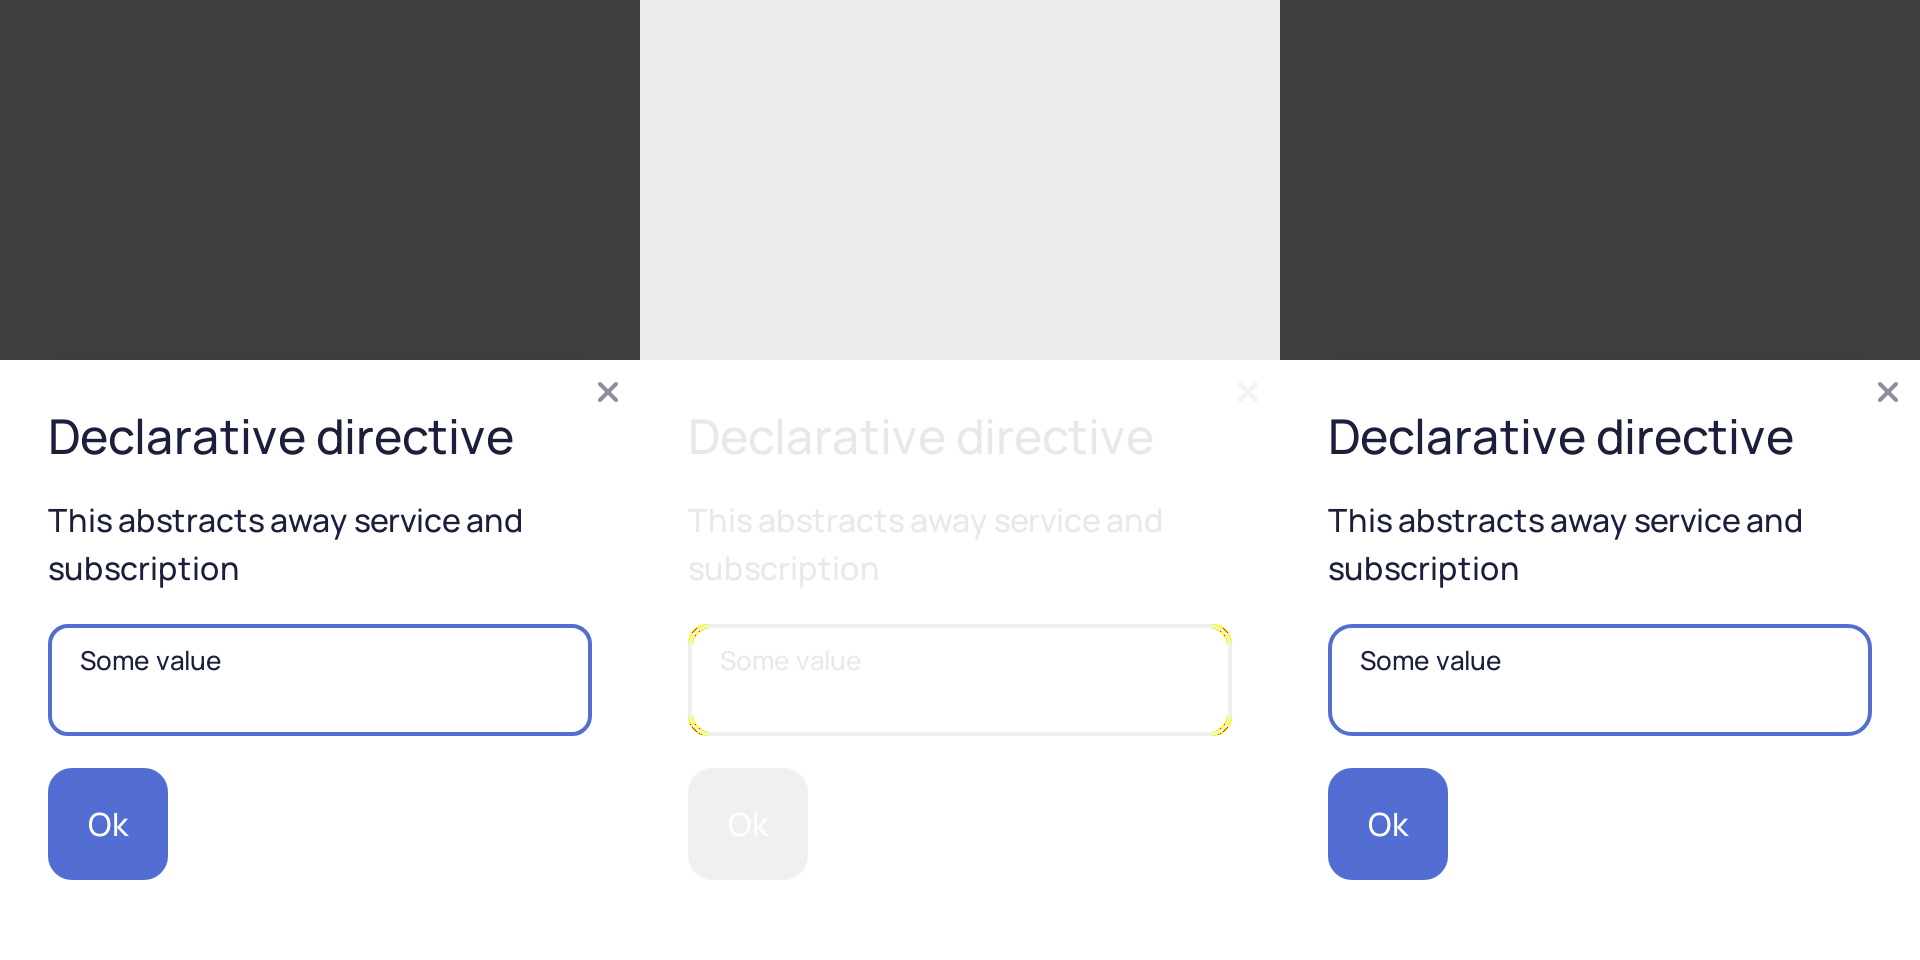 Declarative directive
This abstracts away service and
subscription
Some value
Ok
Declarative directive
This abstracts away service and
subscription
Some value
Ok
Declarative directive
This abstracts away service and
subscription
Some value
Ok